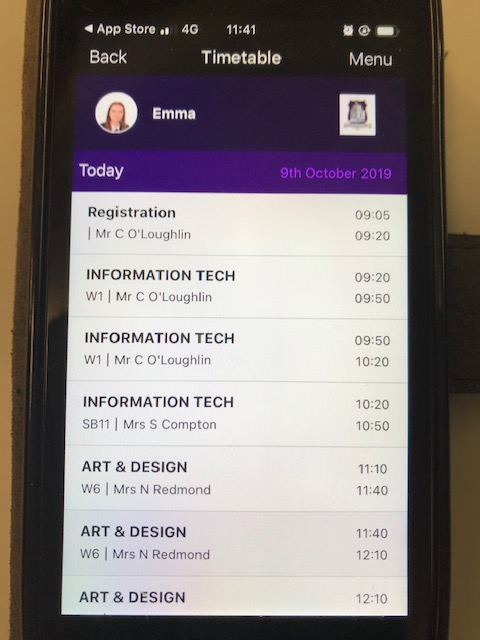 App Store 4G 11:41
Back Timetable Menu
Emma
Today 9th October 2019
Registration 09:05
| Mr C O'Loughlin 09:20
INFORMATION TECH 09:20
W1 | Mr C O'Loughlin 09:50
INFORMATION TECH 09:50
W1 | Mr C O'Loughlin 10:20
INFORMATION TECH 10:20
SB11 | Mrs S Compton 10:50
ART & DESIGN 11:10
W6 | Mrs N Redmond 11:40
ART & DESIGN 11:40
W6 | Mrs N Redmond 12:10
ART & DESIGN 12:10